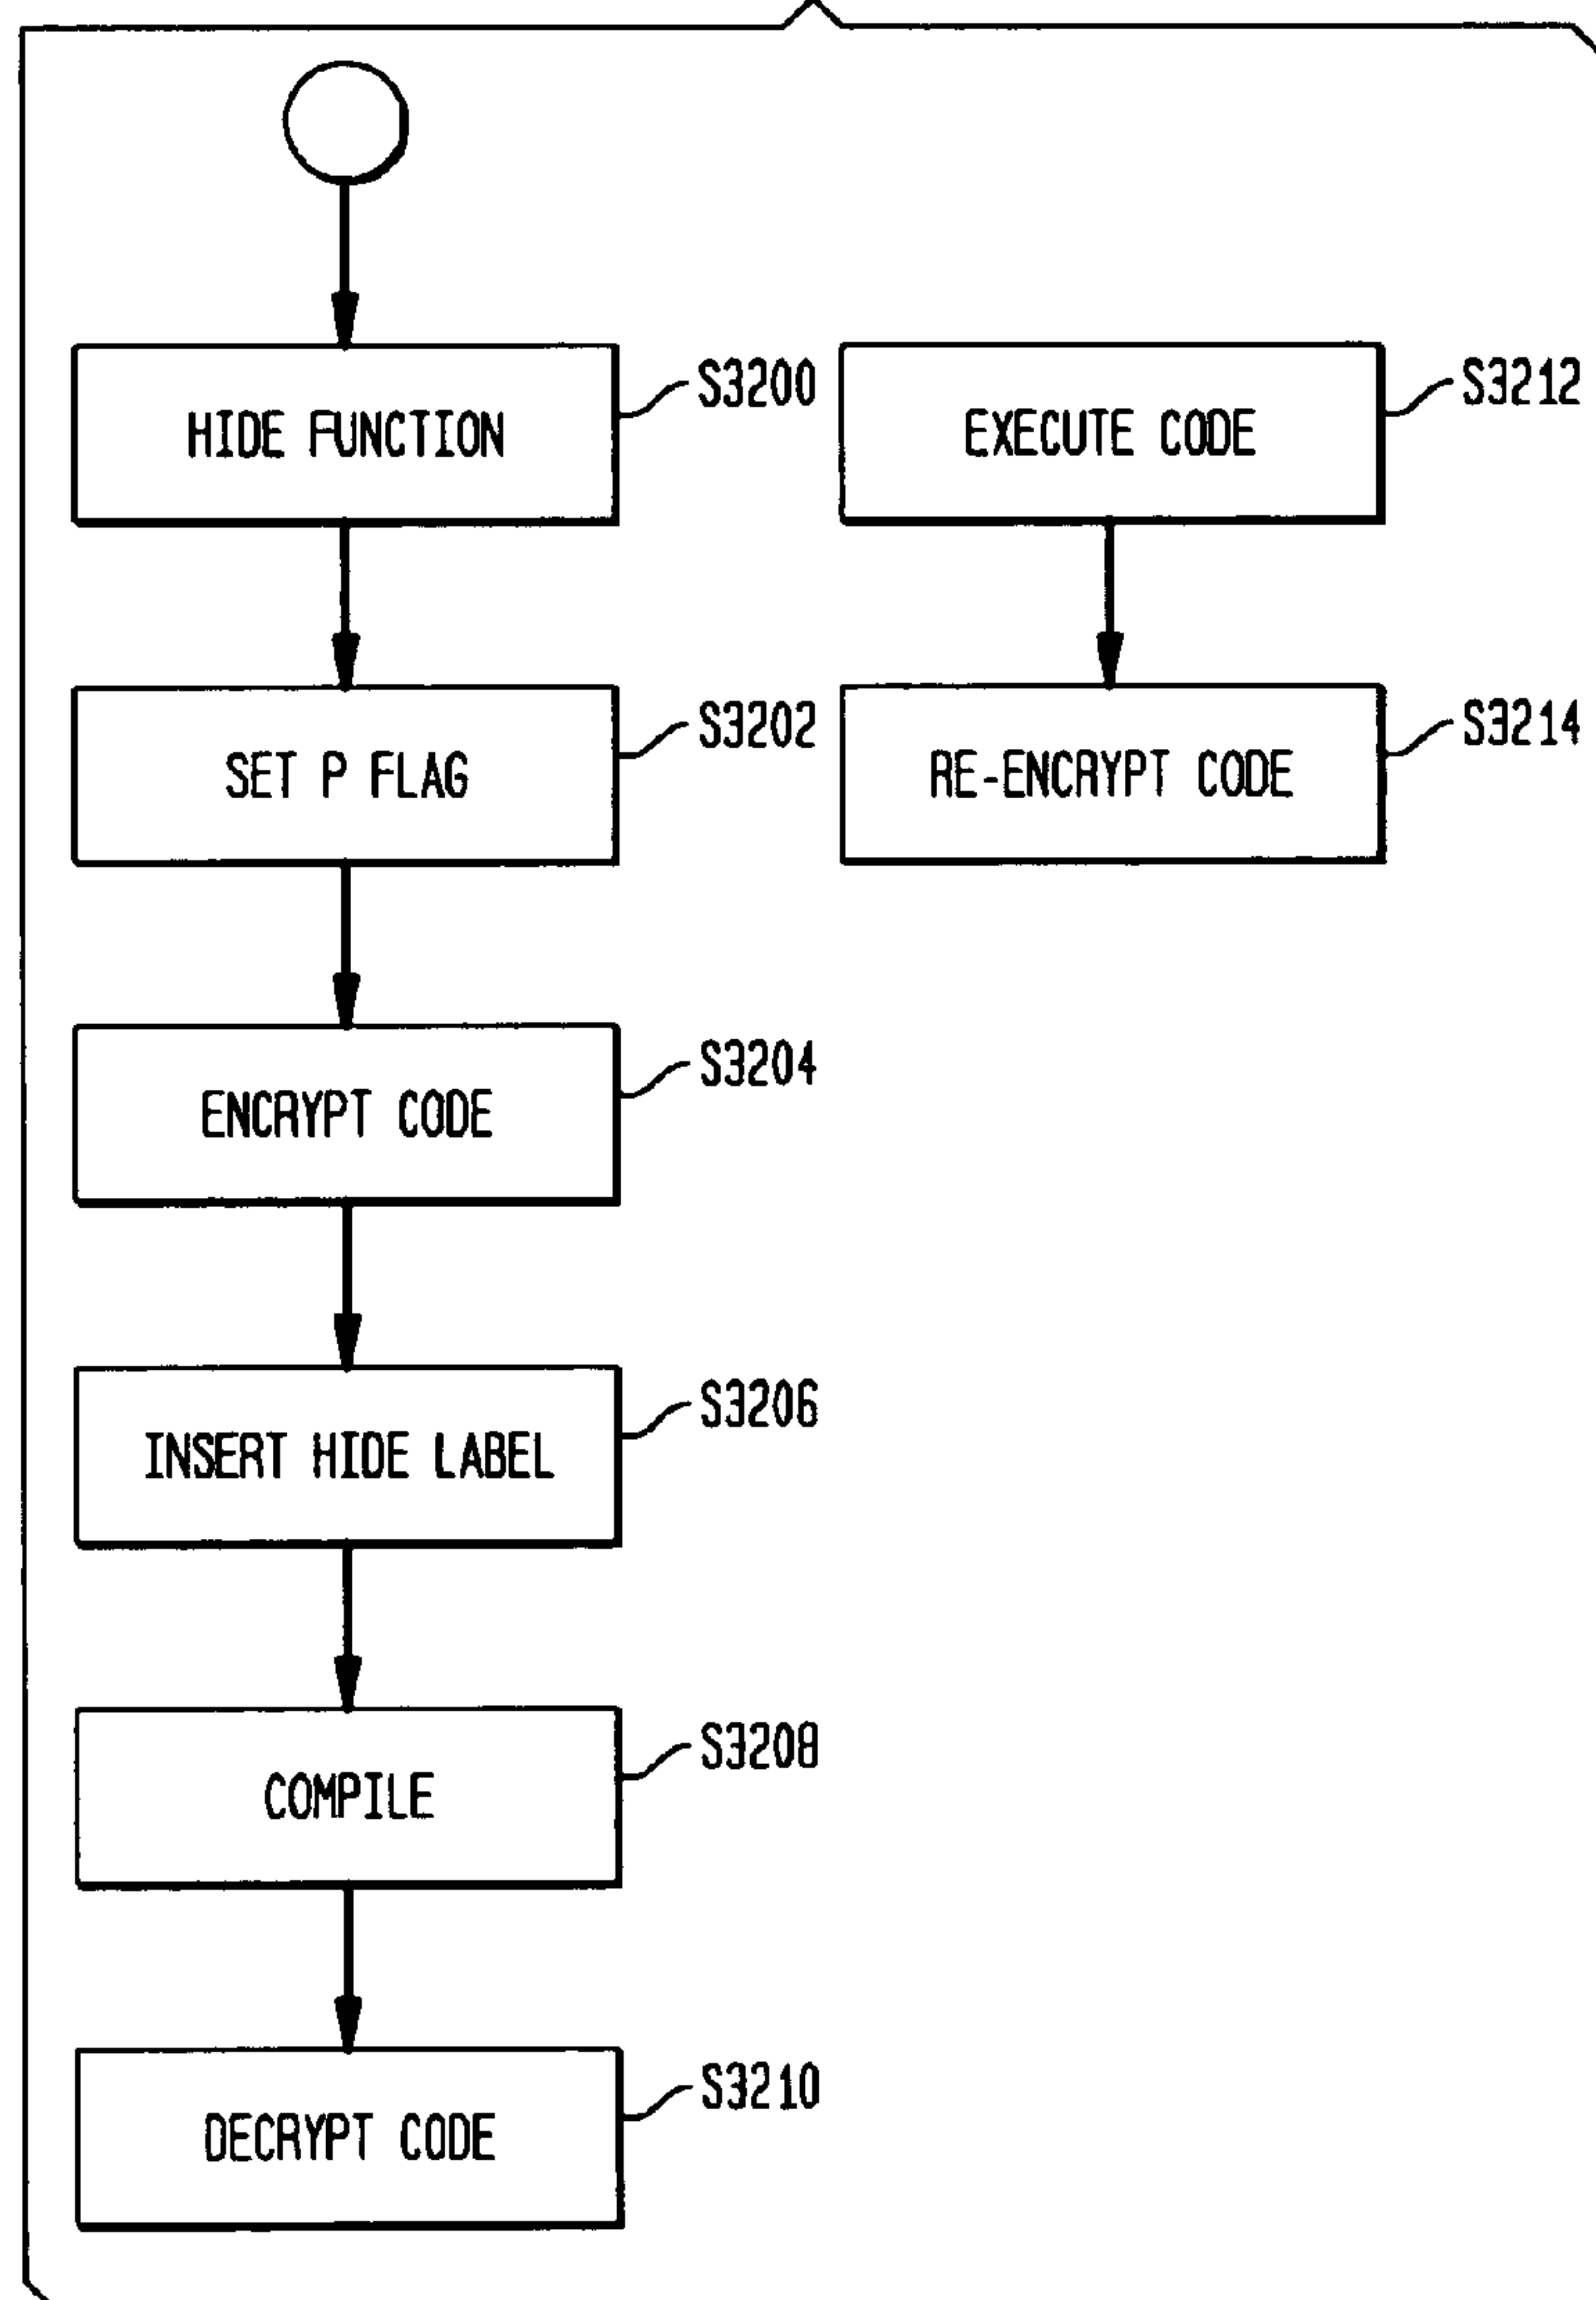 HIDE FUNCTION
S3200
SET P FLAG
S3202
ENCRYPT CODE
S3204
INSERT HIDE LABEL
S3206
COMPILE
S3208
DECRYPT CODE
S3210
EXECUTE CODE
S3212
RE-ENCRYPT CODE
S3214